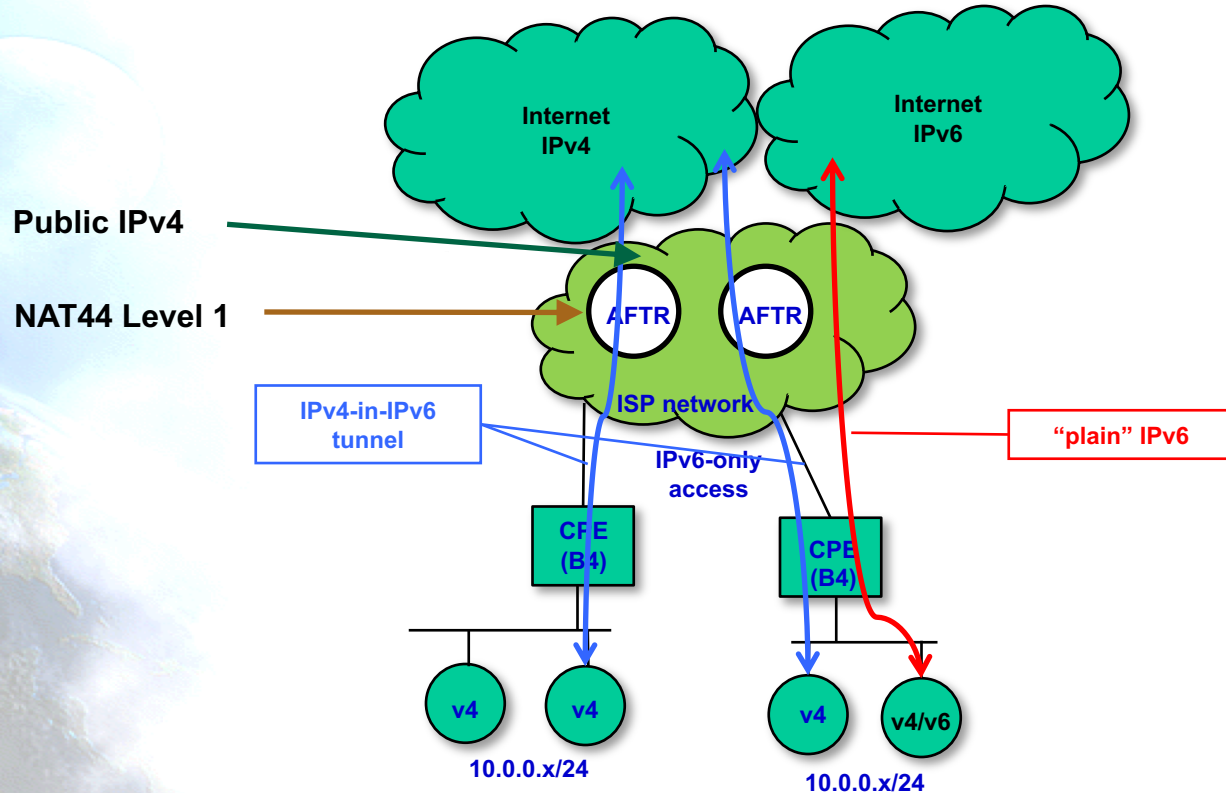 Internet
IPv4
Internet
IPv6
Public IPv4
NAT44 Level 1
AFTR
AFTR
ISP network
IPv4-in-IPv6
tunnel
“plain” IPv6
IPv6-only
access
CPE
(B4)
CPE
(B4)
v4
v4
v4
v4/v6
10.0.0.x/24
10.0.0.x/24